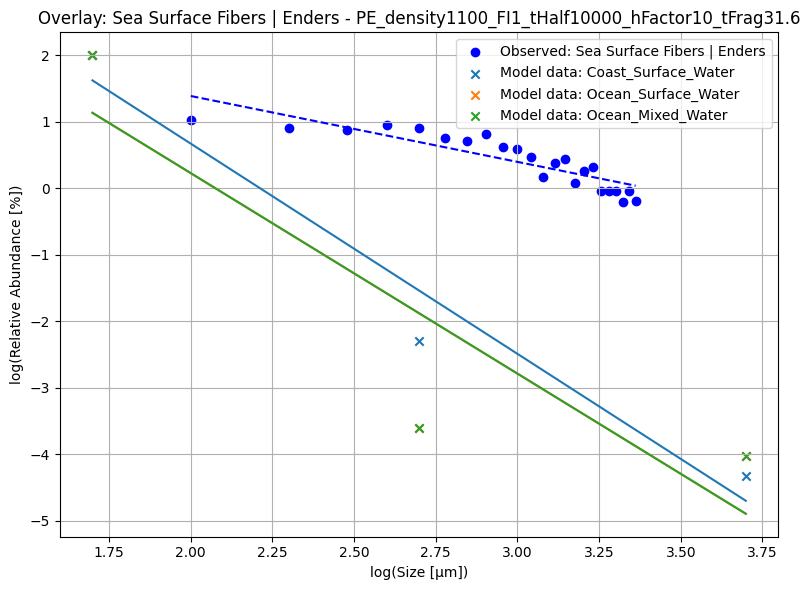 Overlay: Sea Surface Fibers | Enders - PE_density1100_FI1_tHalf10000_hFactor10_tFrag31.6
Observed: Sea Surface Fibers | Enders
Model data: Coast_Surface_Water
Model data: Ocean_Surface_Water
Model data: Ocean_Mixed_Water
log(Relative Abundance [%])
2
1
0
−1
−2
−3
−4
−5
1.75
2.00
2.25
2.50
2.75
3.00
3.25
3.50
3.75
log(Size [μm])